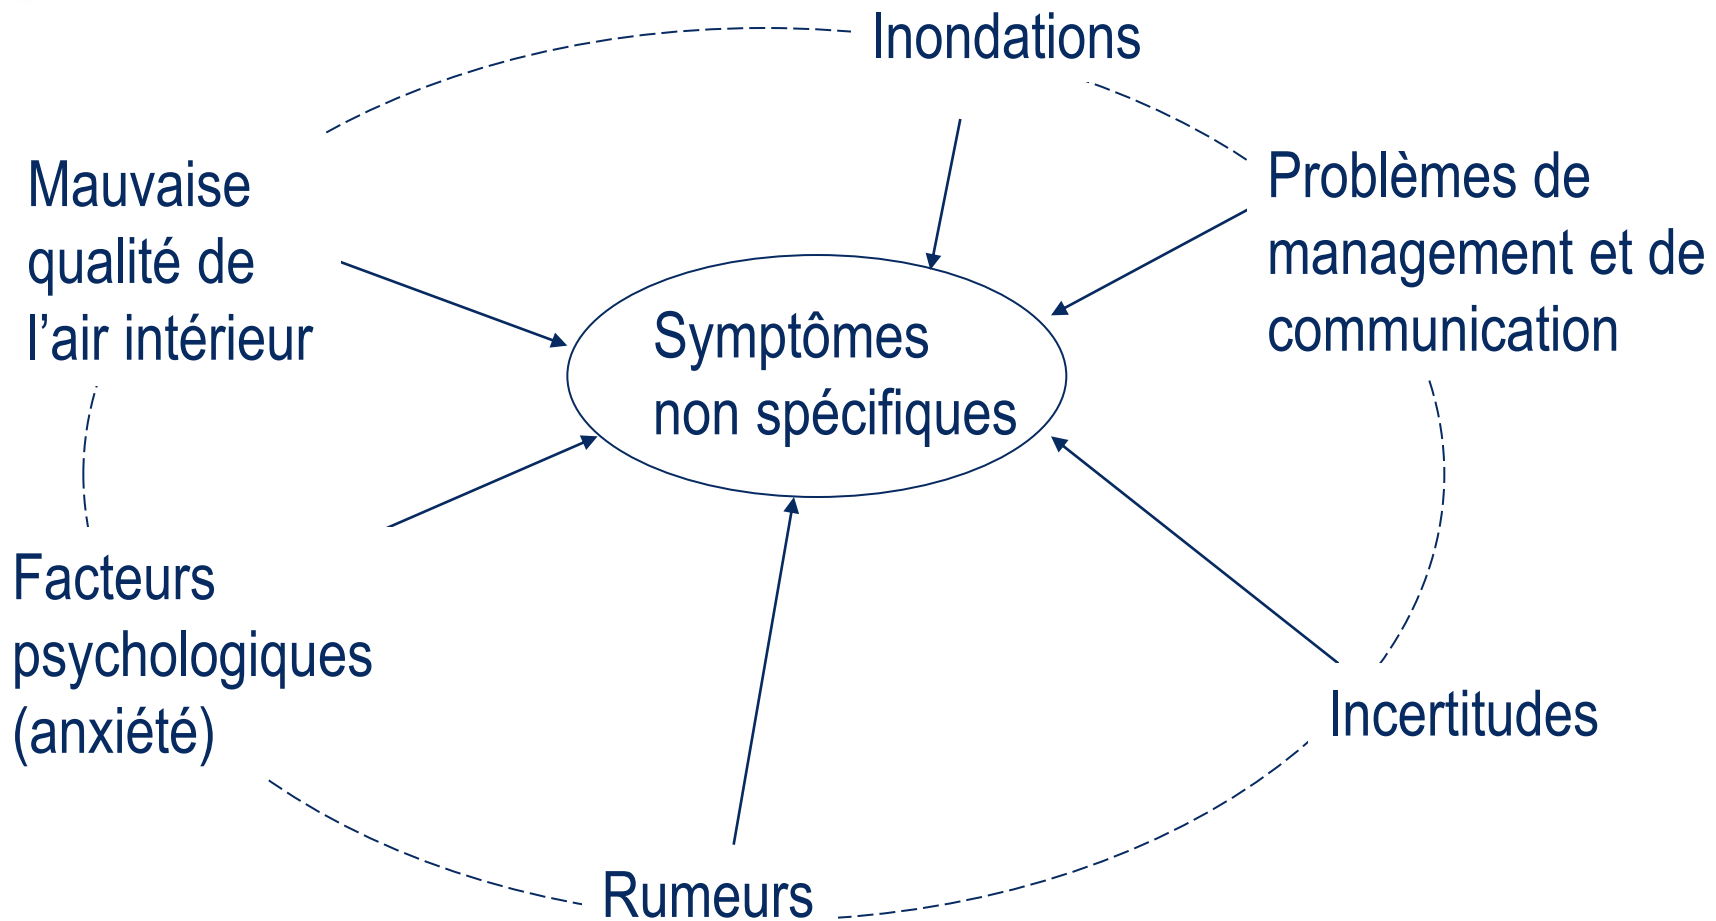 Inondations
Mauvaise
qualité de
l’air intérieur
Problèmes de
management et de
communication
Symptômes
non spécifiques
Facteurs
psychologiques
(anxiété)
Incertitudes
Rumeurs